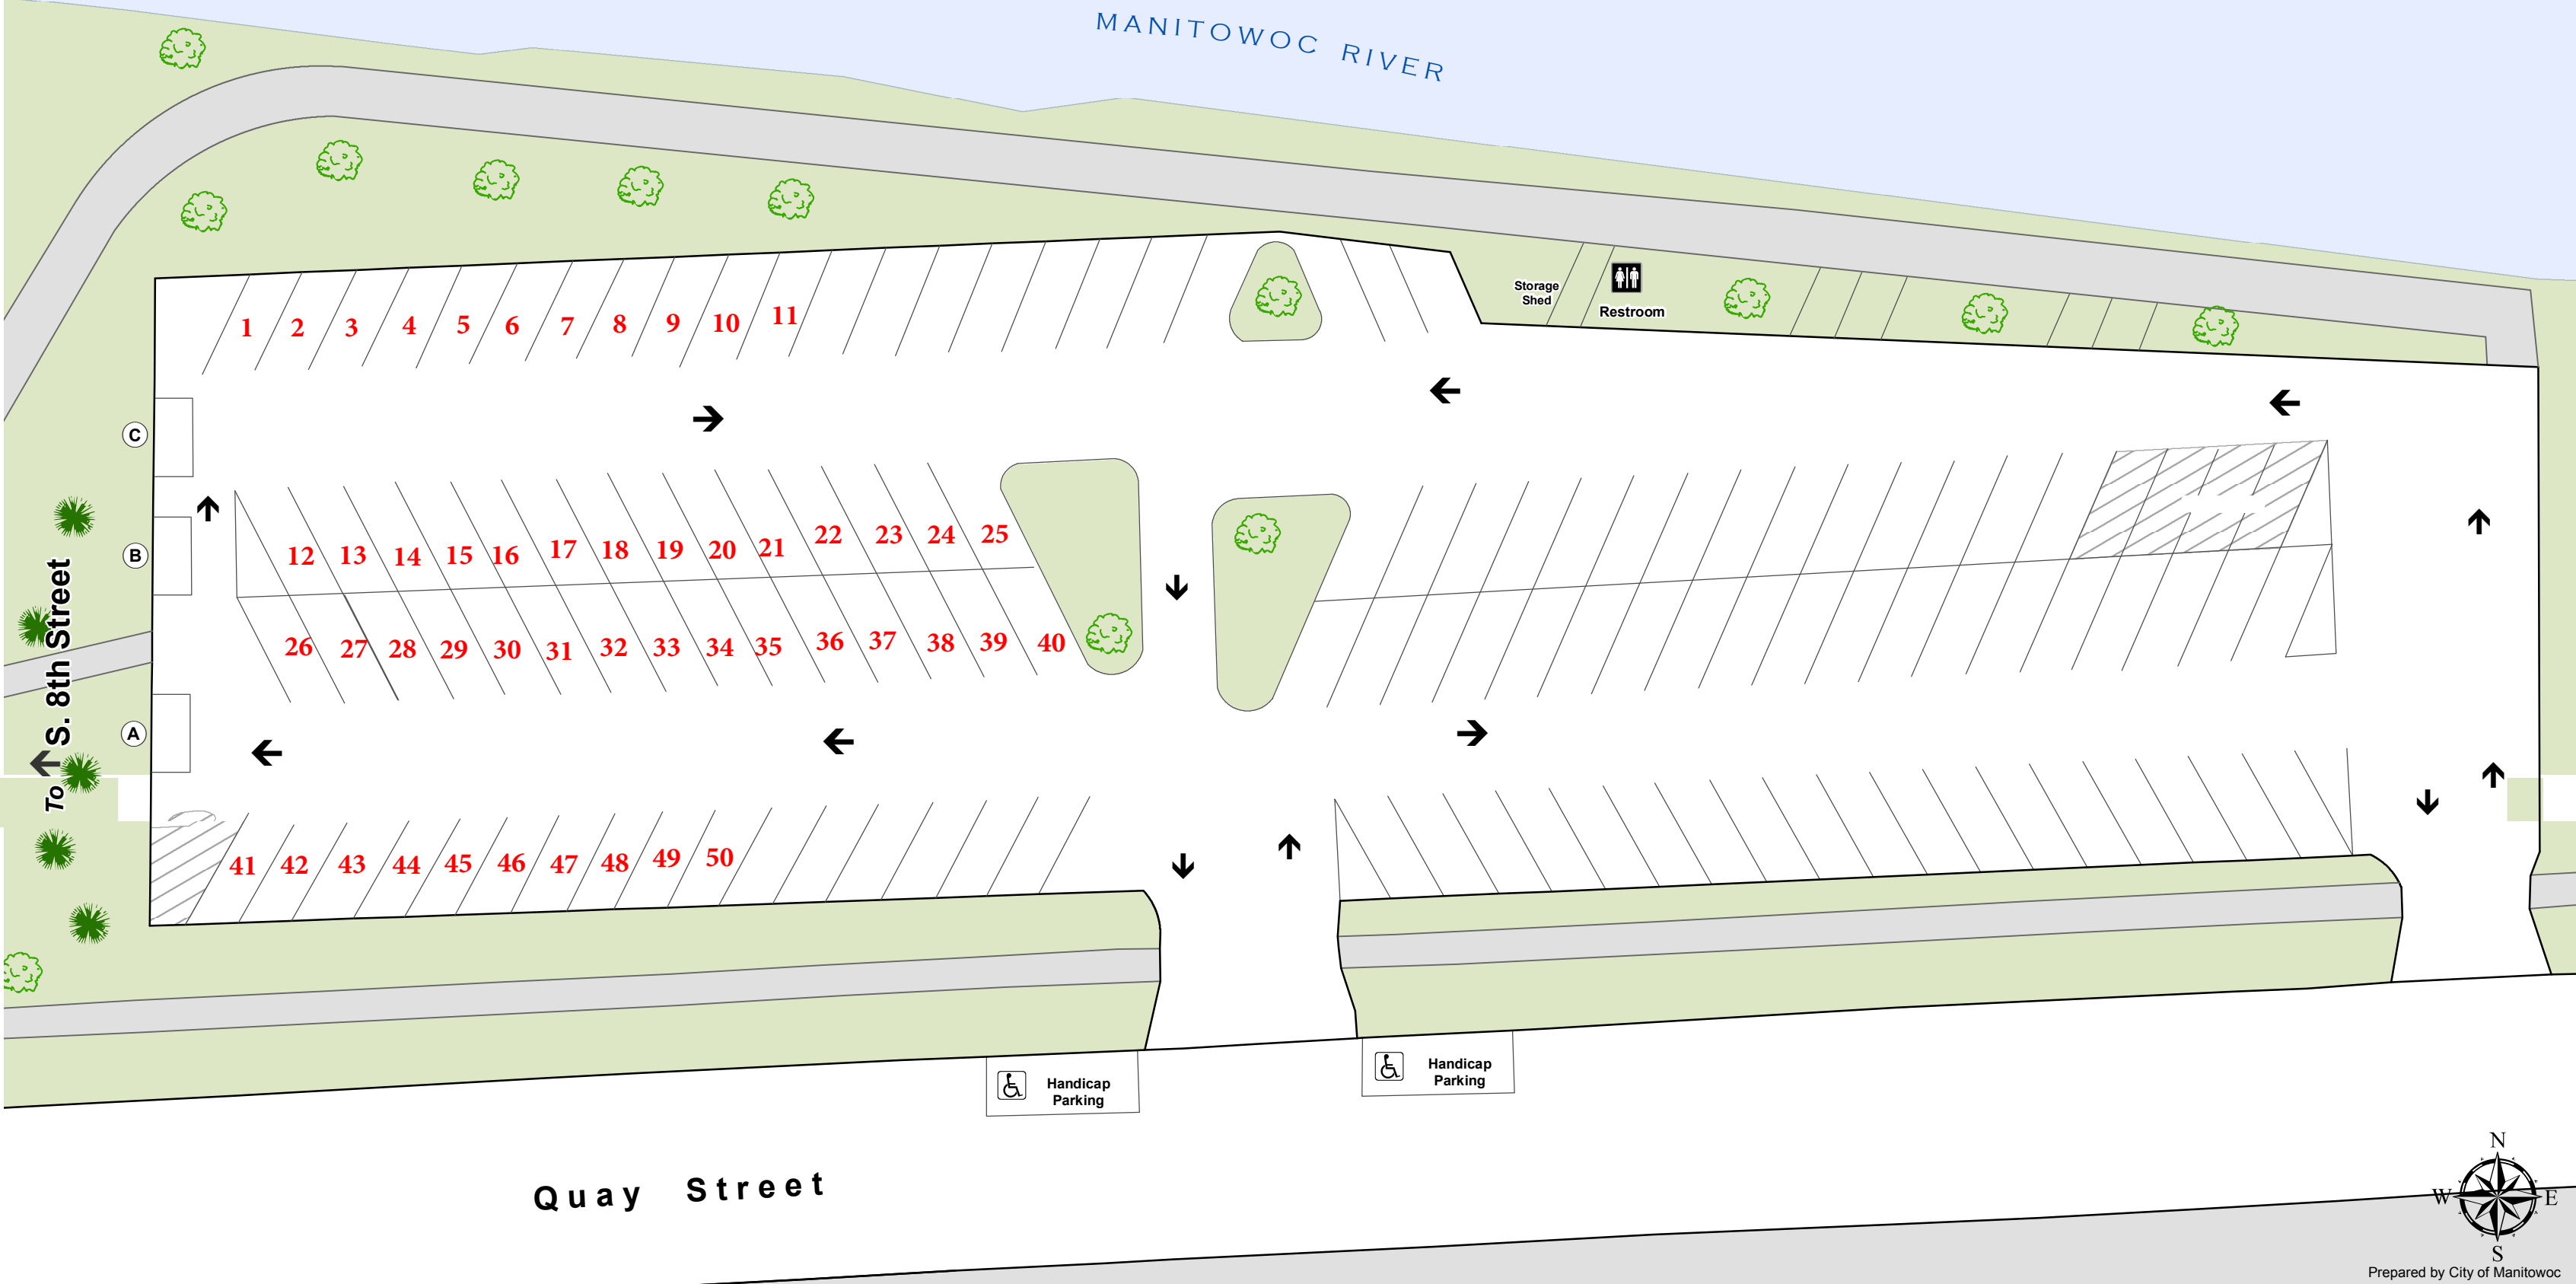 MANITOWOC RIVER
Storage
Shed
Restroom
1 2 3 4 5 6 7 8 9 10 11
C
B
A
To S. 8th Street
12 13 14 15 16 17 18 19 20 21 22 23 24 25
26 27 28 29 30 31 32 33 34 35 36 37 38 39 40
41 42 43 44 45 46 47 48 49 50
Handicap
Parking
Handicap
Parking
Quay Street
N
W E
S
Prepared by City of Manitowoc